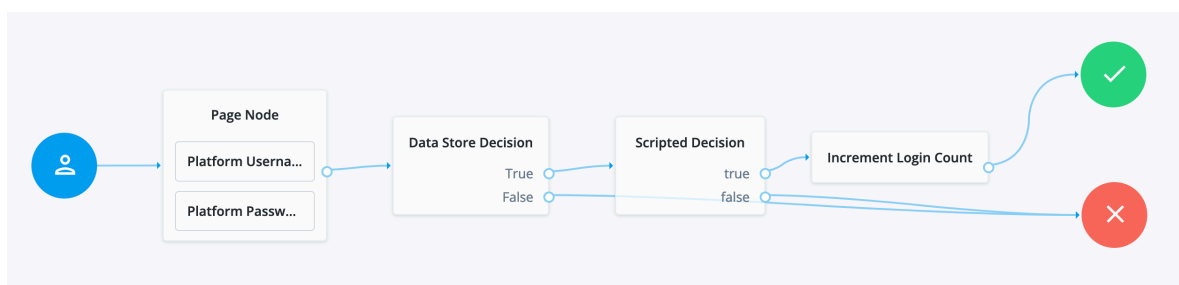 Page Node
Platform Userna...
Platform Passw...
Data Store Decision
True
False
Scripted Decision
true
false
Increment Login Count